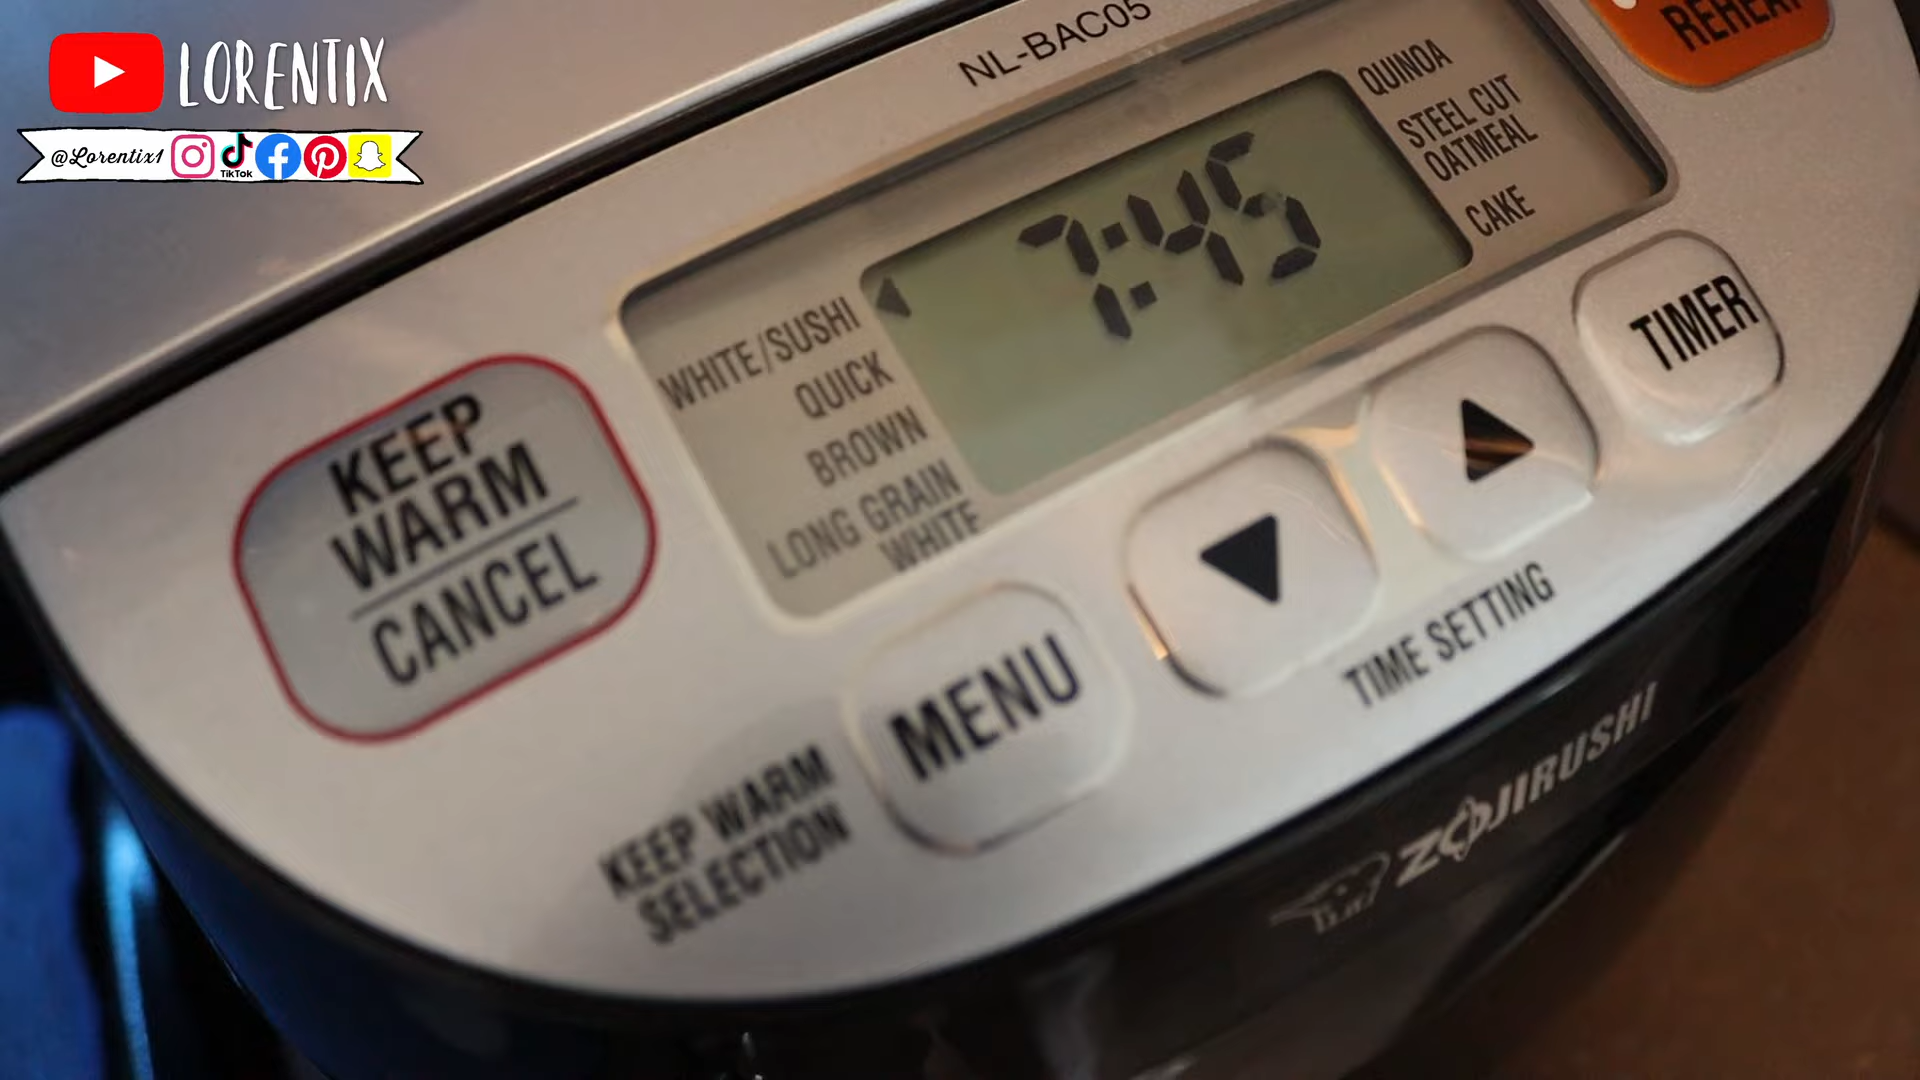 LORENTIX
@Lorentix1
TikTok
NL-BAC05
REHEAT
QUINOA
STEEL CUT
OATMEAL
CAKE
7:45
WHITE/SUSHI
QUICK
BROWN
LONG GRAIN
WHITE
TIMER
KEEP
WARM
CANCEL
MENU
TIME SETTING
KEEP WARM
SELECTION
ZOJIRUSHI